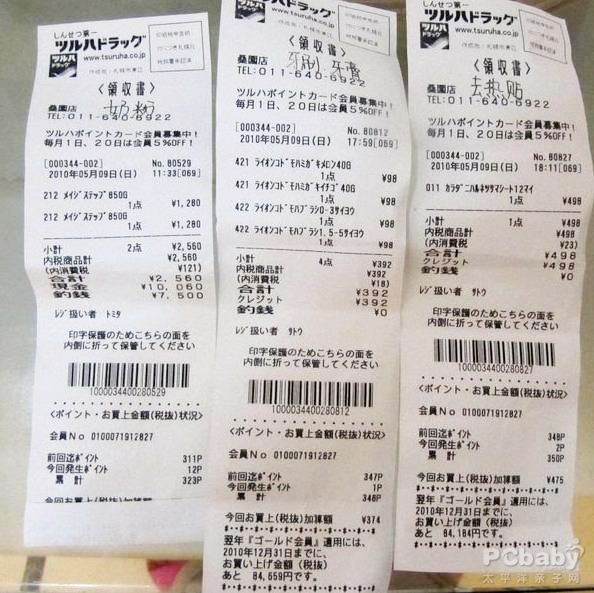 しんせつ第一
ツルハドラッグ
www.tsuruha.co.jp
ツルハ
ドラッグ
〈領収書〉
奶粉
桑園店
TEL:011-640-6922
ツルハポイントカード会員募集中!
毎月1日、20日は会員5%OFF!
[000344-002] No.80529
2010年05月09日(日) 11:33[069]
212 メイジステップ850G
1点 ¥1,280
212 メイジステップ850G
1点 ¥1,280
小計 2点 ¥2,560
内税商品計 ¥2,560
(内消費税 ¥121)
合計 ¥2,560
現金 ¥10,060
釣銭 ¥7,500
レジ扱い者 トミタ
印字保護のためこちらの面を
内側に折って保管してください
1000034400280529
<ポイント・お買上金額(税抜)状況>
会員No 0100071912827
前回迄ポイント 311P
今回発生ポイント 12P
累 計 323P
ツルハドラッグ
www.tsuruha.co.jp
ツルハ
ドラッグ
〈領収書〉
牙刷,牙膏
桑園店
TEL:011-640-6922
ツルハポイントカード会員募集中!
毎月1日、20日は会員5%OFF!
[000344-002] No.80812
2010年05月09日(日) 17:59[069]
421 ライオンコドモハミガキメロン40G
1点 ¥98
421 ライオンコドモハミガキイチゴ40G
1点 ¥98
422 ライオンコドモハブラシ0-3サイヨウ
1点 ¥98
422 ライオンコドモハブラシ1.5-5サイヨウ
1点 ¥98
小計 4点 ¥392
内税商品計 ¥392
(内消費税 ¥18)
合計 ¥392
クレジット ¥392
釣銭 ¥0
レジ扱い者 サトウ
印字保護のためこちらの面を
内側に折って保管してください
1000034400280812
<ポイント・お買上金額(税抜)状況>
会員No 0100071912827
前回迄ポイント 347P
今回発生ポイント 1P
累 計 348P
今回お買上(税抜)加算額 ¥374
翌年『ゴールド会員』適用には、
2010年12月31日までに、
お買い上げ金額(税抜)
あと 84,659円です。
しんせつ第一
ツルハドラッグ
www.tsuruha.co.jp
ツルハ
ドラッグ
〈領収書〉
去热贴
桑園店
TEL:011-640-6922
ツルハポイントカード会員募集中!
毎月1日、20日は会員5%OFF!
[000344-002] No.80827
2010年05月09日(日) 18:11[069]
011 カラダニハルネツサマシート12マイ
1点 ¥498
小計 1点 ¥498
内税商品計 ¥498
(内消費税 ¥23)
合計 ¥498
クレジット ¥498
釣銭 ¥0
レジ扱い者 サトウ
印字保護のためこちらの面を
内側に折って保管してください
1000034400280827
<ポイント・お買上金額(税抜)状況>
会員No 0100071912827
前回迄ポイント 348P
今回発生ポイント 2P
累 計 350P
今回お買上(税抜)加算額 ¥475
翌年『ゴールド会員』適用には、
2010年12月31日までに、
お買い上げ金額(税抜)
あと 84,184円です。
PCbaby
太平洋亲子网